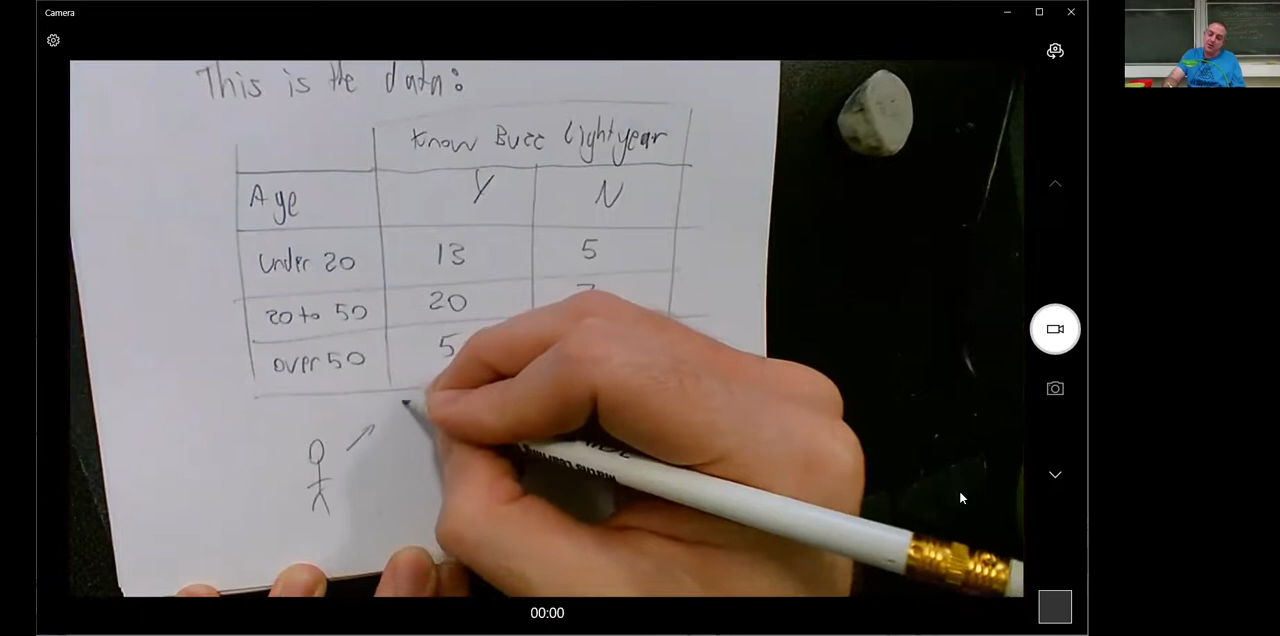 Camera
This is the data:
Know Buzz Lightyear
Age Y N
Under 20 13 5
20 to 50 20
over 50 5
00:00